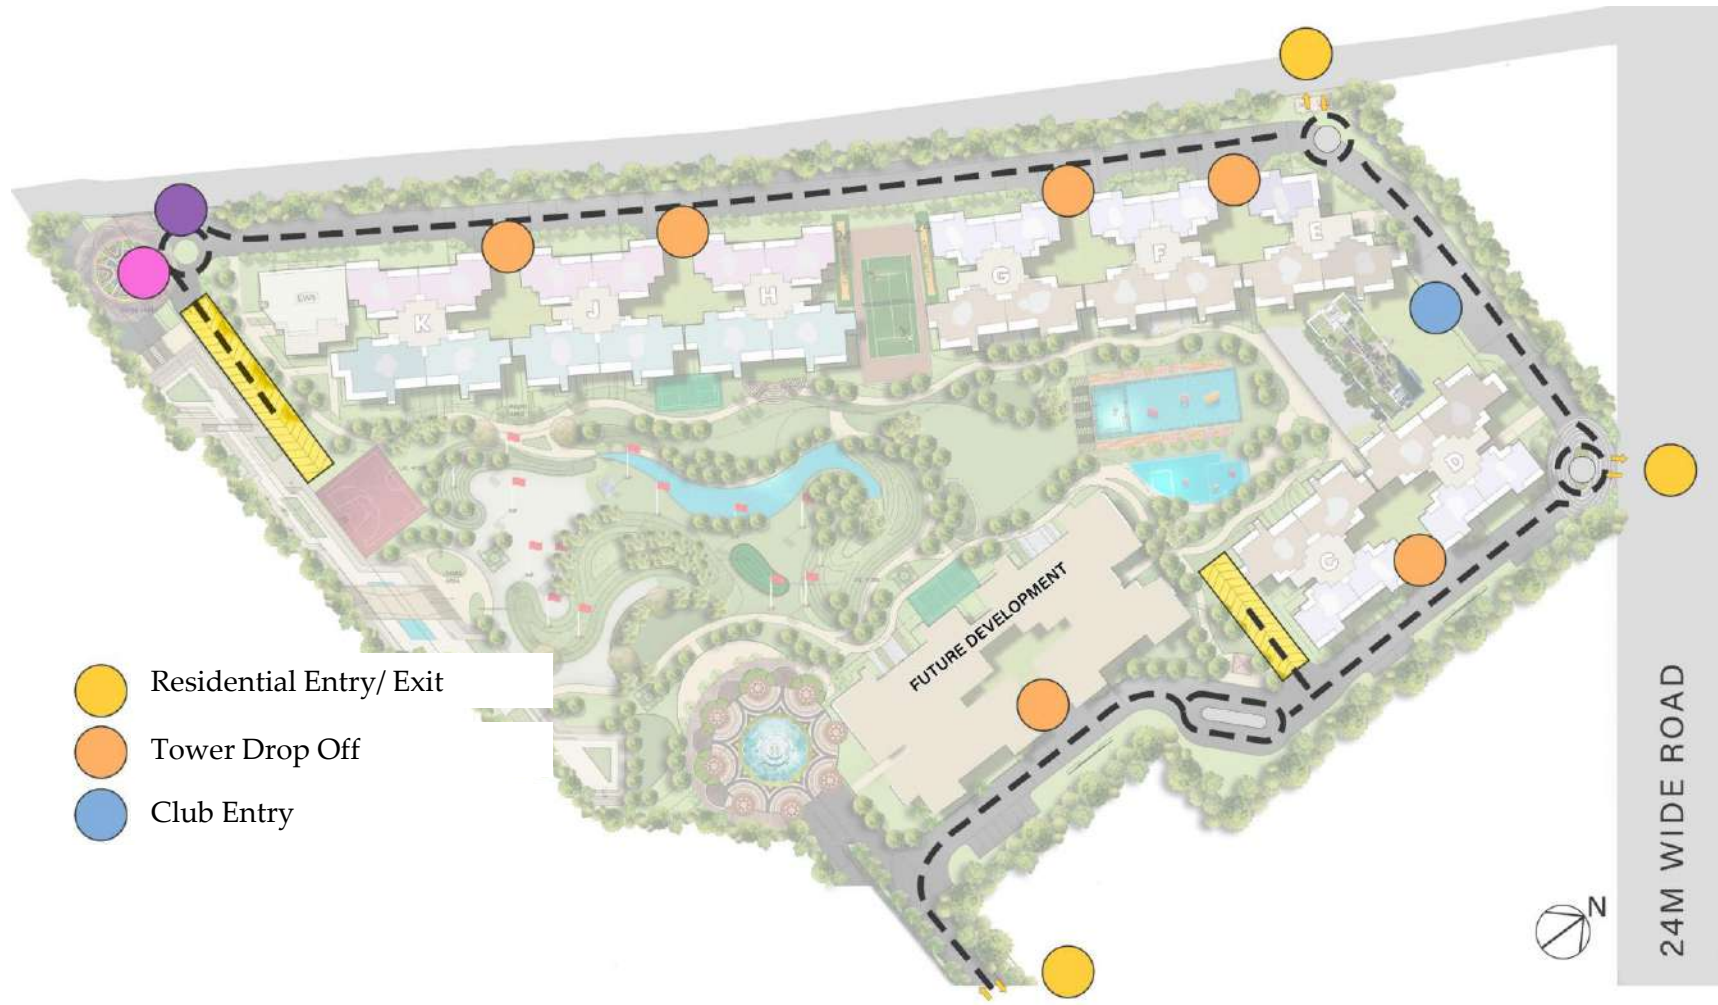 E
F
G
H
J
K
EWS
D
C
FUTURE DEVELOPMENT
24M WIDE ROAD
N
Residential Entry/ Exit
Tower Drop Off
Club Entry